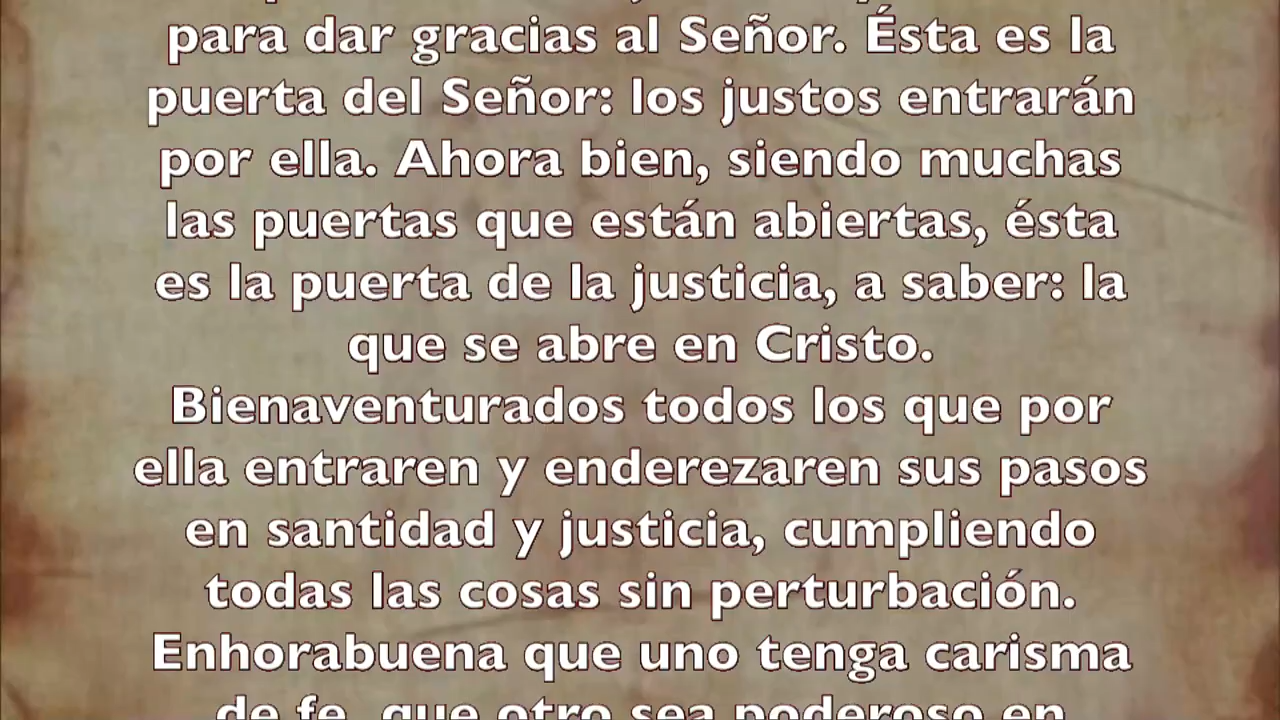 para dar gracias al Señor. Ésta es la
puerta del Señor: los justos entrarán
por ella. Ahora bien, siendo muchas
las puertas que están abiertas, ésta
es la puerta de la justicia, a saber: la
que se abre en Cristo.
Bienaventurados todos los que por
ella entraren y enderezaren sus pasos
en santidad y justicia, cumpliendo
todas las cosas sin perturbación.
Enhorabuena que uno tenga carisma
de fe, que otro sea poderoso en